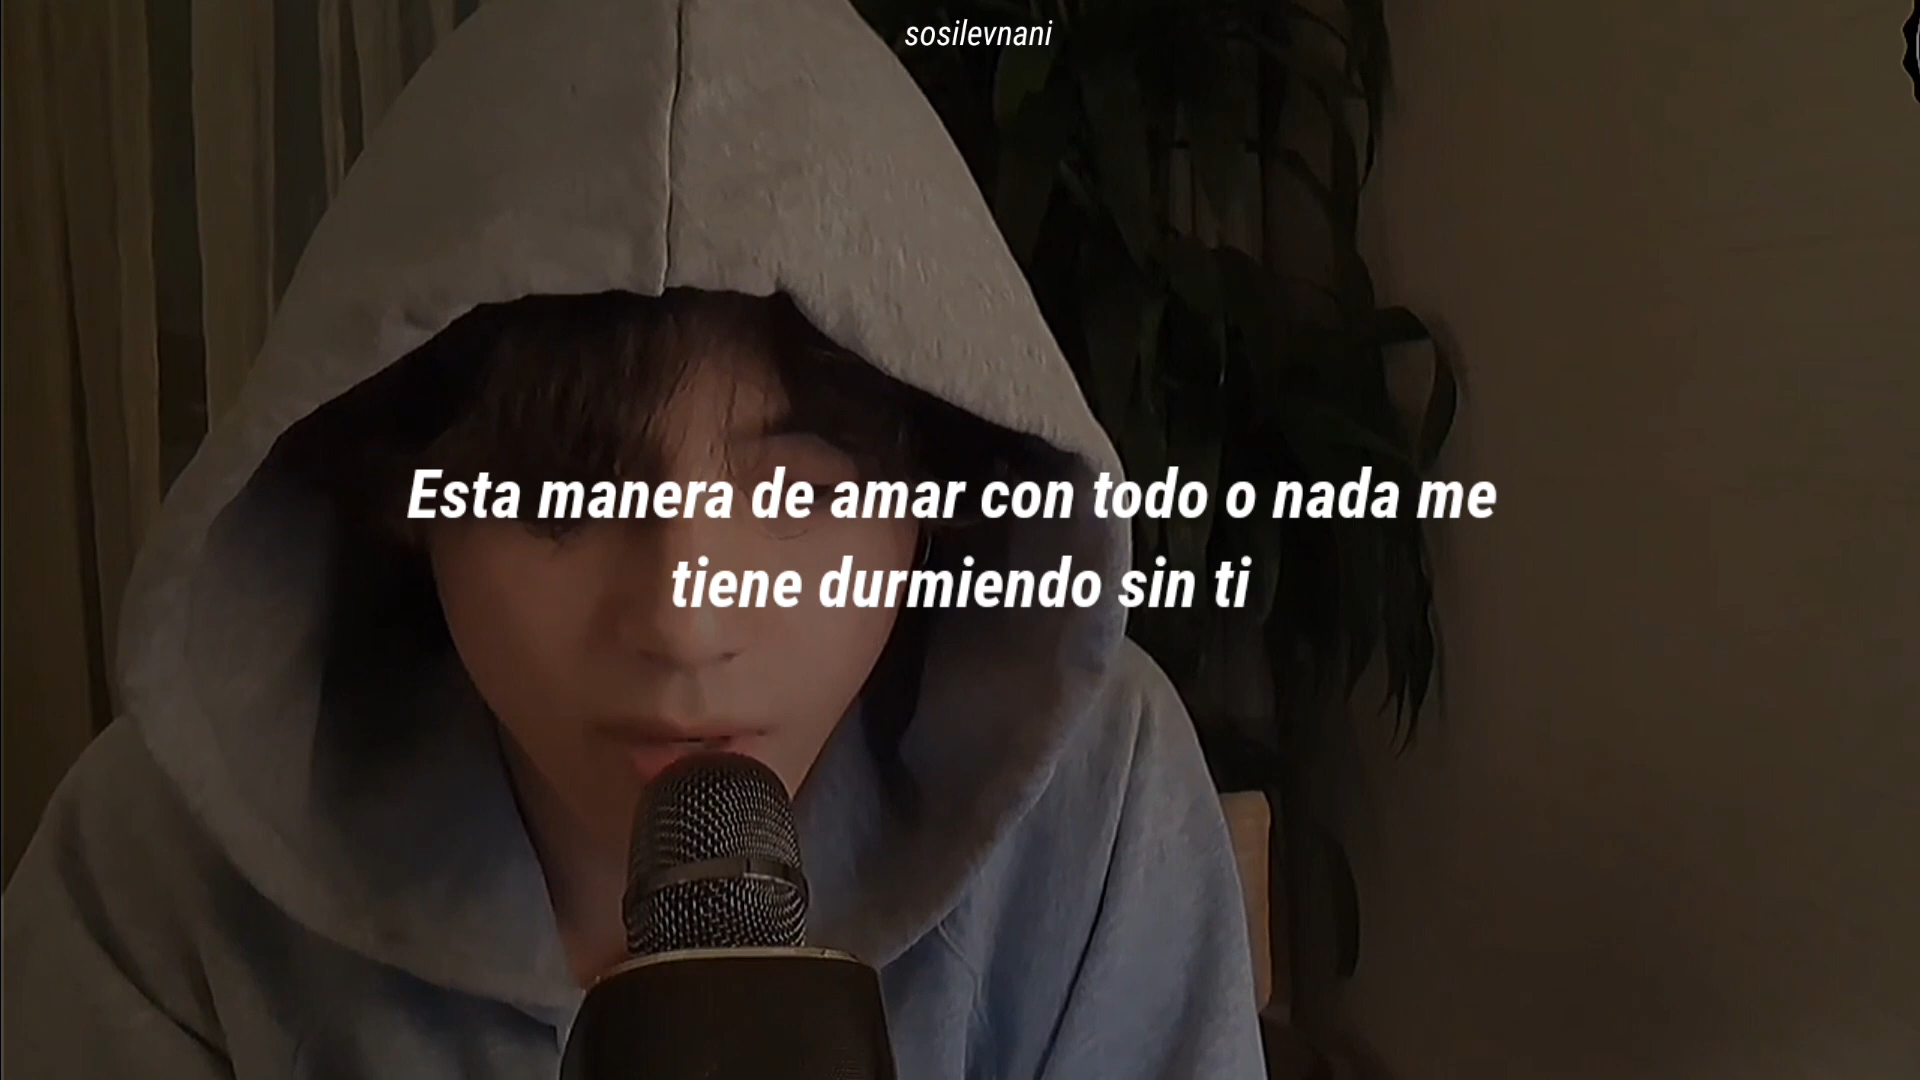 sosilevnani
Esta manera de amar con todo o nada me
tiene durmiendo sin ti